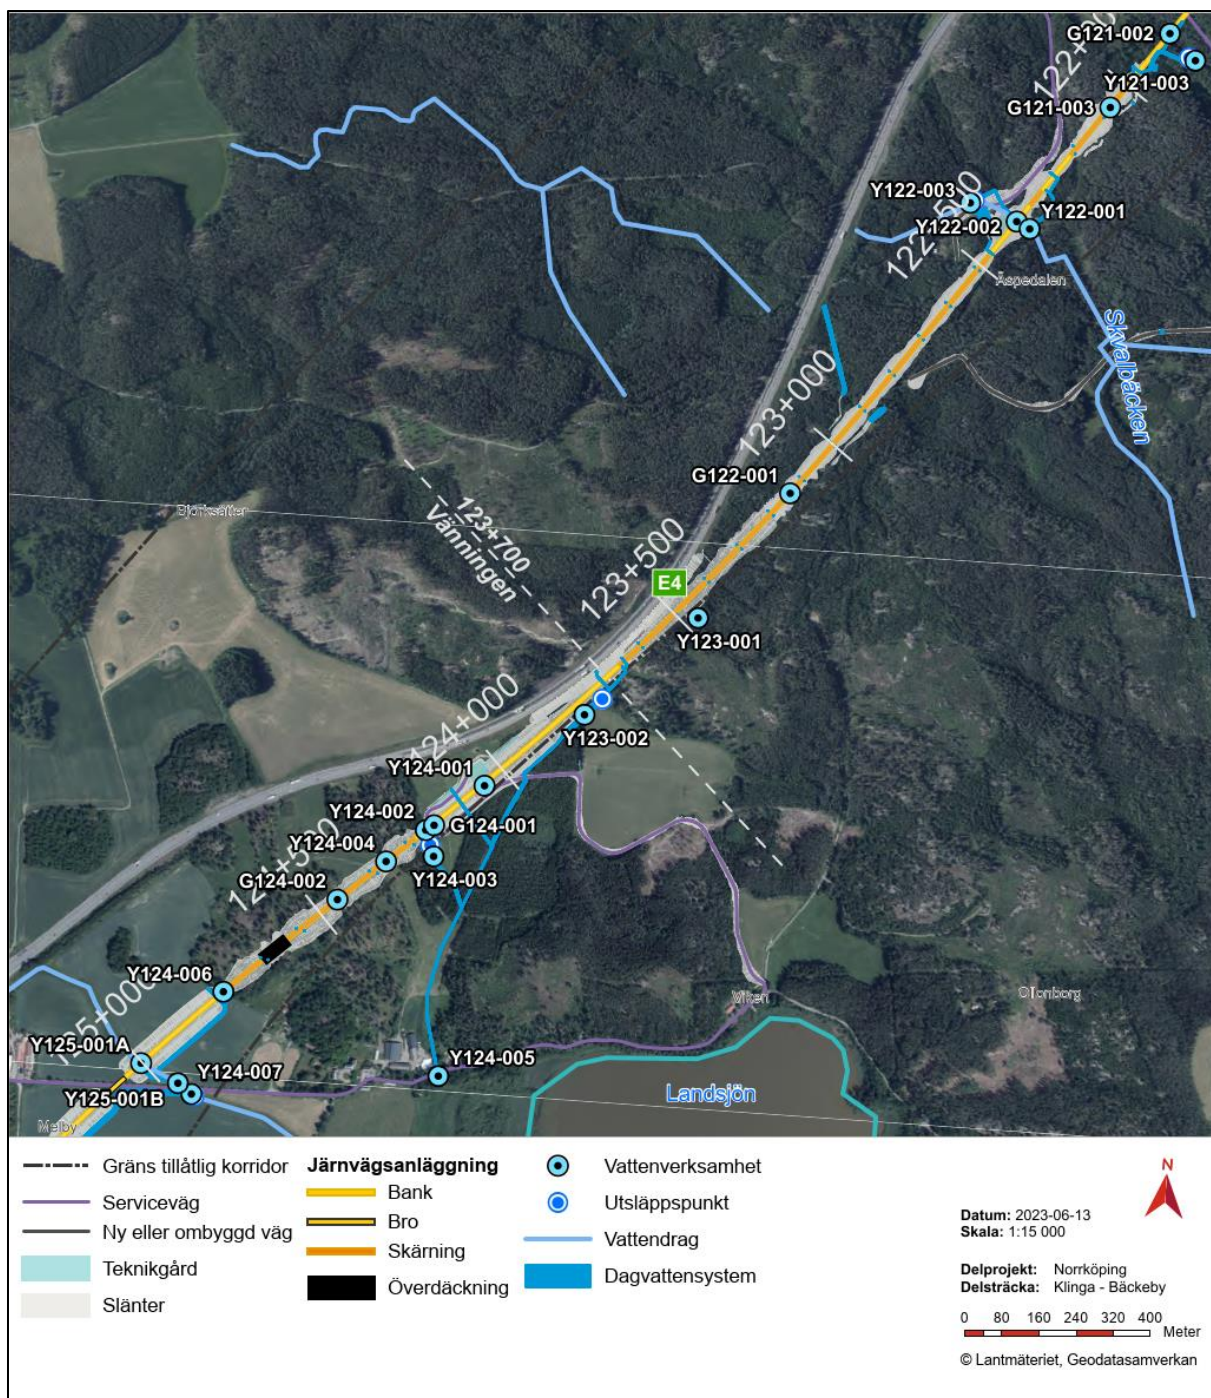 G121-002
122+00
Y121-003
G121-003
Y122-003
Y122-001
Y122-002
122+500
Äspedalen
Skvalbäcken
123+000
G122-001
123+700
Vänningen
Björksätter
123+500
E4
Y123-001
124+000
Y123-002
Y124-001
Y124-002
G124-001
Y124-004
Y124-003
124+500
G124-002
Y124-006
125+000
Viken
Ottonborg
Y125-001A
Y124-007
Y124-005
Y125-001B
Landsjön
Melby
Gräns tillåtlig korridor
Serviceväg
Ny eller ombyggd väg
Teknikgård
Slänter
Järnvägsanläggning
Bank
Bro
Skärning
Överdäckning
Vattenverksamhet
Utsläppspunkt
Vattendrag
Dagvattensystem
N
Datum: 2023-06-13
Skala: 1:15 000
Delprojekt: Norrköping
Delsträcka: Klinga - Bäckeby
0 80 160 240 320 400
Meter
© Lantmäteriet, Geodatasamverkan